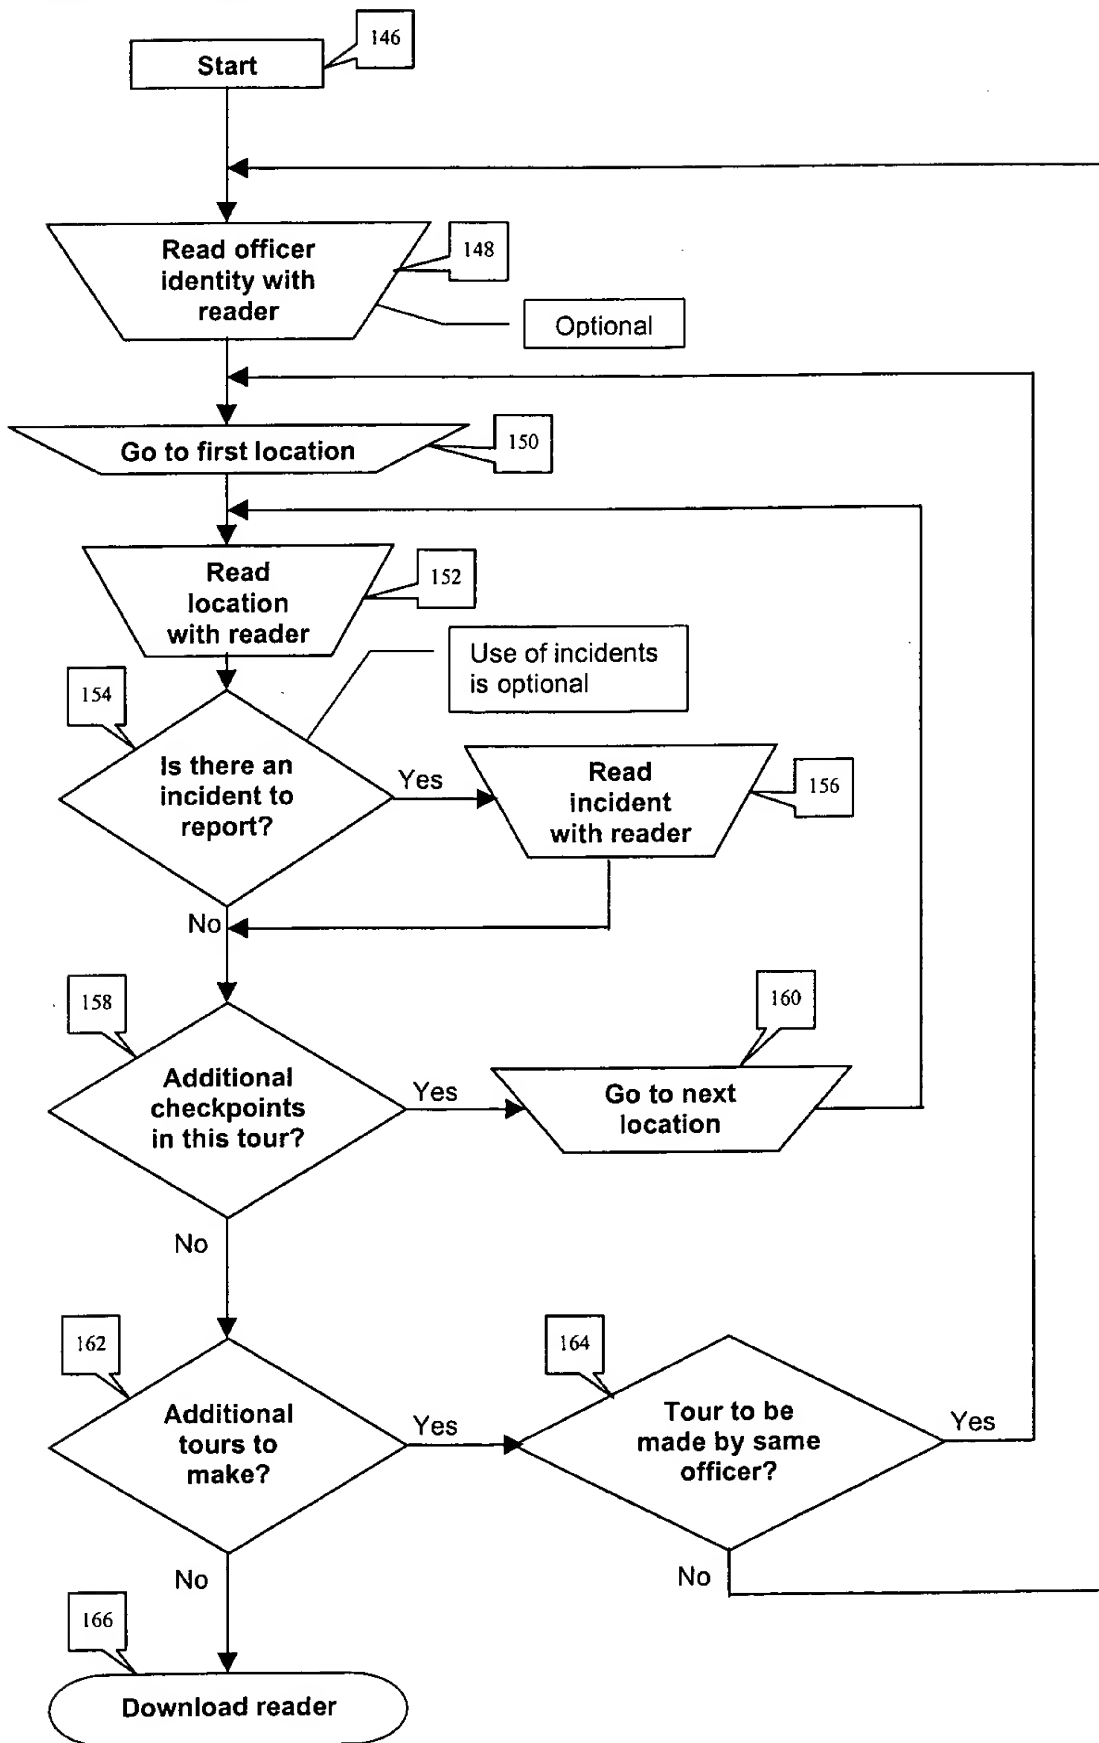 146
Start
Read officer
identity with
reader
148
Optional
Go to first location
150
Read
location
with reader
152
Use of incidents
is optional
154
Is there an
incident to
report?
Yes
Read
incident
with reader
156
No
158
Additional
checkpoints
in this tour?
Yes
160
Go to next
location
No
162
Additional
tours to
make?
Yes
164
Tour to be
made by same
officer?
Yes
No
No
166
Download reader